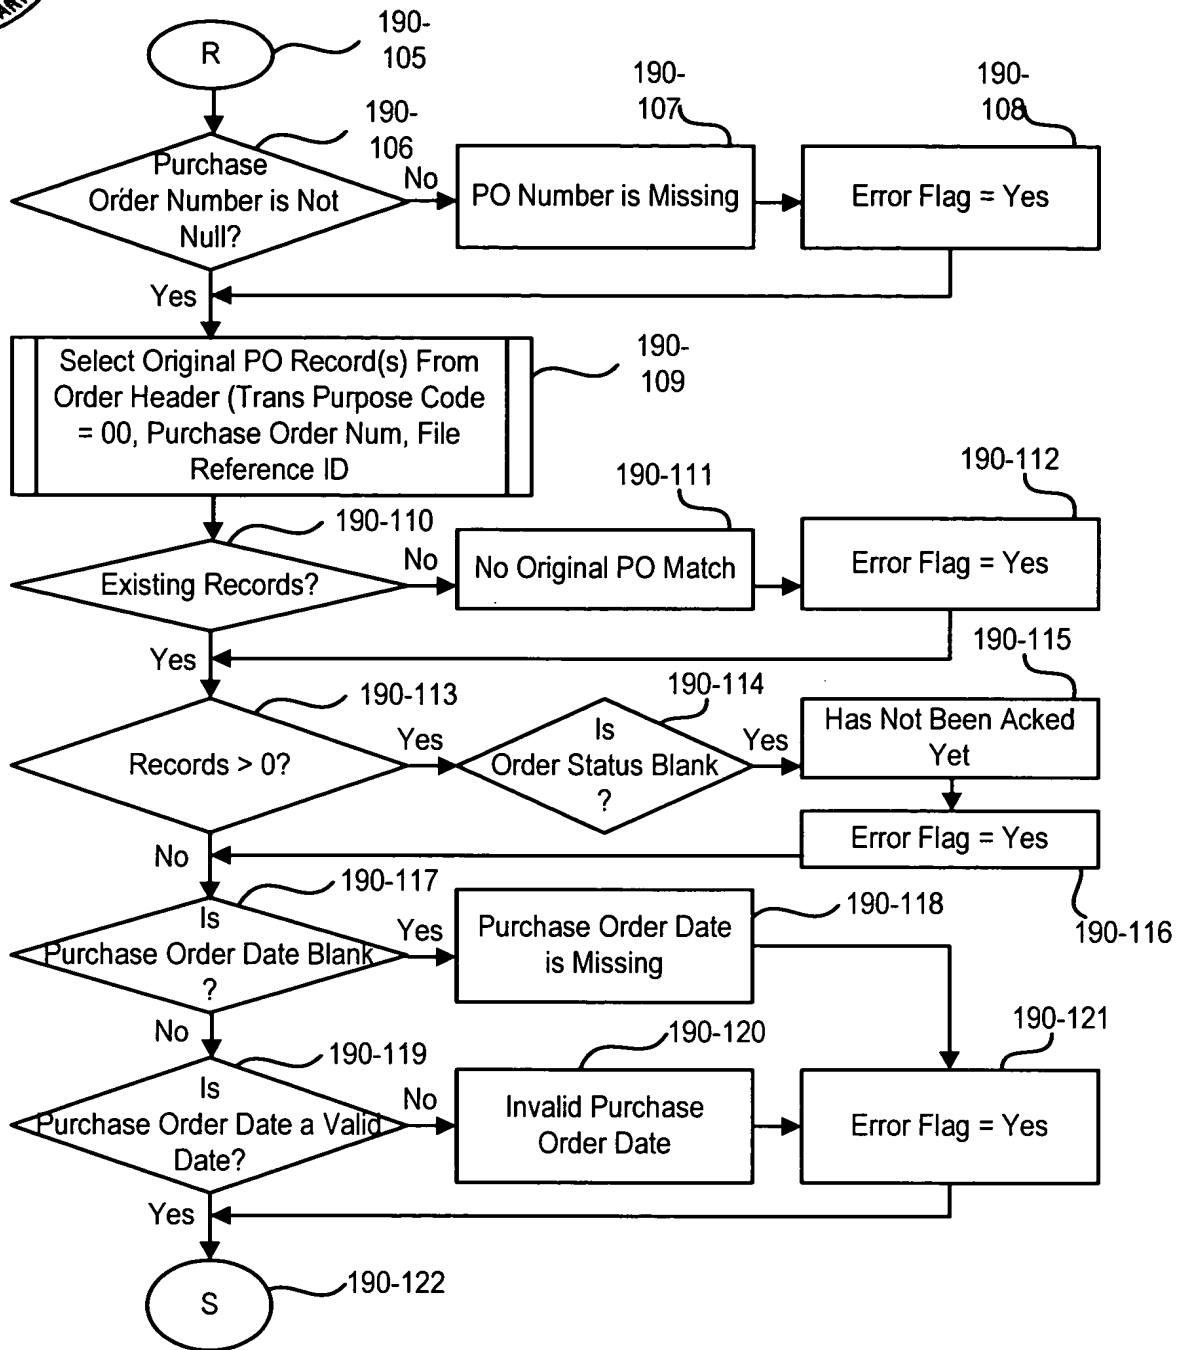 R
190-
105
190-
106
Purchase
Order Number is Not
Null?
No
190-
107
PO Number is Missing
190-
108
Error Flag = Yes
Yes
Select Original PO Record(s) From
Order Header (Trans Purpose Code
= 00, Purchase Order Num, File
Reference ID
190-
109
190-110
Existing Records?
No
190-111
No Original PO Match
190-112
Error Flag = Yes
Yes
190-113
Records > 0?
Yes
190-114
Is
Order Status Blank
?
Yes
190-115
Has Not Been Acked
Yet
Error Flag = Yes
190-116
No
190-117
Is
Purchase Order Date Blank
?
Yes
Purchase Order Date
is Missing
190-118
No
190-119
Is
Purchase Order Date a Valid
Date?
No
190-120
Invalid Purchase
Order Date
190-121
Error Flag = Yes
Yes
S
190-122